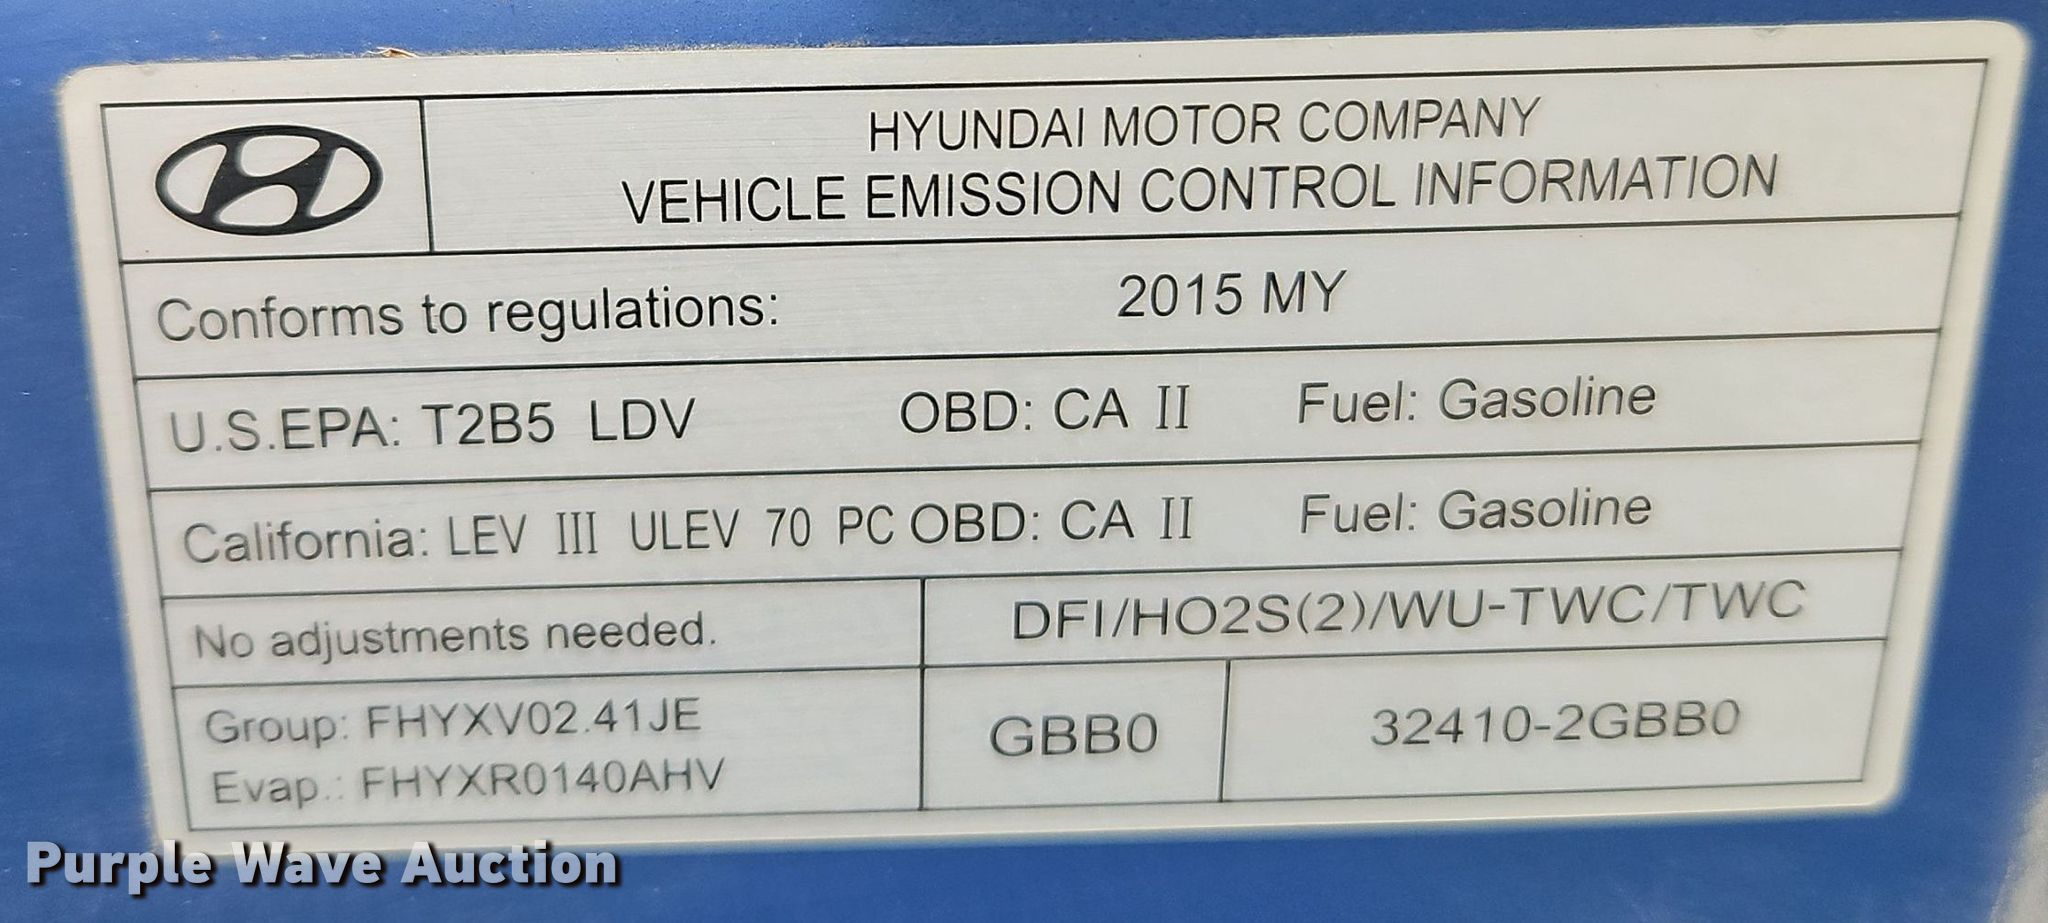 HYUNDAI MOTOR COMPANY
VEHICLE EMISSION CONTROL INFORMATION
Conforms to regulations: 2015 MY
U.S.EPA: T2B5 LDV OBD: CA II Fuel: Gasoline
California: LEV III ULEV 70 PC OBD: CA II Fuel: Gasoline
No adjustments needed. DFI/HO2S(2)/WU-TWC/TWC
Group: FHYXV02.41JE
Evap.: FHYXR0140AHV
GBB0 32410-2GBB0
Purple Wave Auction